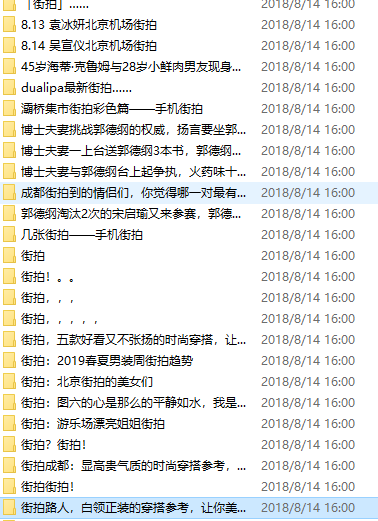 「街拍」...... 2018/8/14 16:00
8.13 袁冰妍北京机场街拍 2018/8/14 16:00
8.14 吴宣仪北京机场街拍 2018/8/14 16:00
45岁海蒂·克鲁姆与28岁小鲜肉男友现身... 2018/8/14 16:00
dualipa最新街拍...... 2018/8/14 16:00
灞桥集市街拍彩色篇——手机街拍 2018/8/14 16:00
博士夫妻挑战郭德纲的权威，扬言要坐郭... 2018/8/14 16:00
博士夫妻一上台送郭德纲3本书，郭德纲... 2018/8/14 16:00
博士夫妻与郭德纲台上起争执，火药味十... 2018/8/14 16:00
成都街拍到的情侣们，你觉得哪一对最有... 2018/8/14 16:00
郭德纲淘汰2次的宋启瑜又来参赛，郭德... 2018/8/14 16:00
几张街拍——手机街拍 2018/8/14 16:00
街拍 2018/8/14 16:00
街拍！。。 2018/8/14 16:00
街拍，，， 2018/8/14 16:00
街拍，，，，， 2018/8/14 16:00
街拍，五款好看又不张扬的时尚穿搭，让... 2018/8/14 16:00
街拍：2019春夏男装周街拍趋势 2018/8/14 16:00
街拍：北京街拍的美女们 2018/8/14 16:00
街拍：图六的心是那么的平静如水，我是... 2018/8/14 16:00
街拍：游乐场漂亮姐姐街拍 2018/8/14 16:00
街拍？街拍！ 2018/8/14 16:00
街拍成都：显高贵气质的时尚穿搭参考，... 2018/8/14 16:00
街拍街拍！ 2018/8/14 16:00
街拍路人，白领正装的穿搭参考，让你美... 2018/8/14 16:00